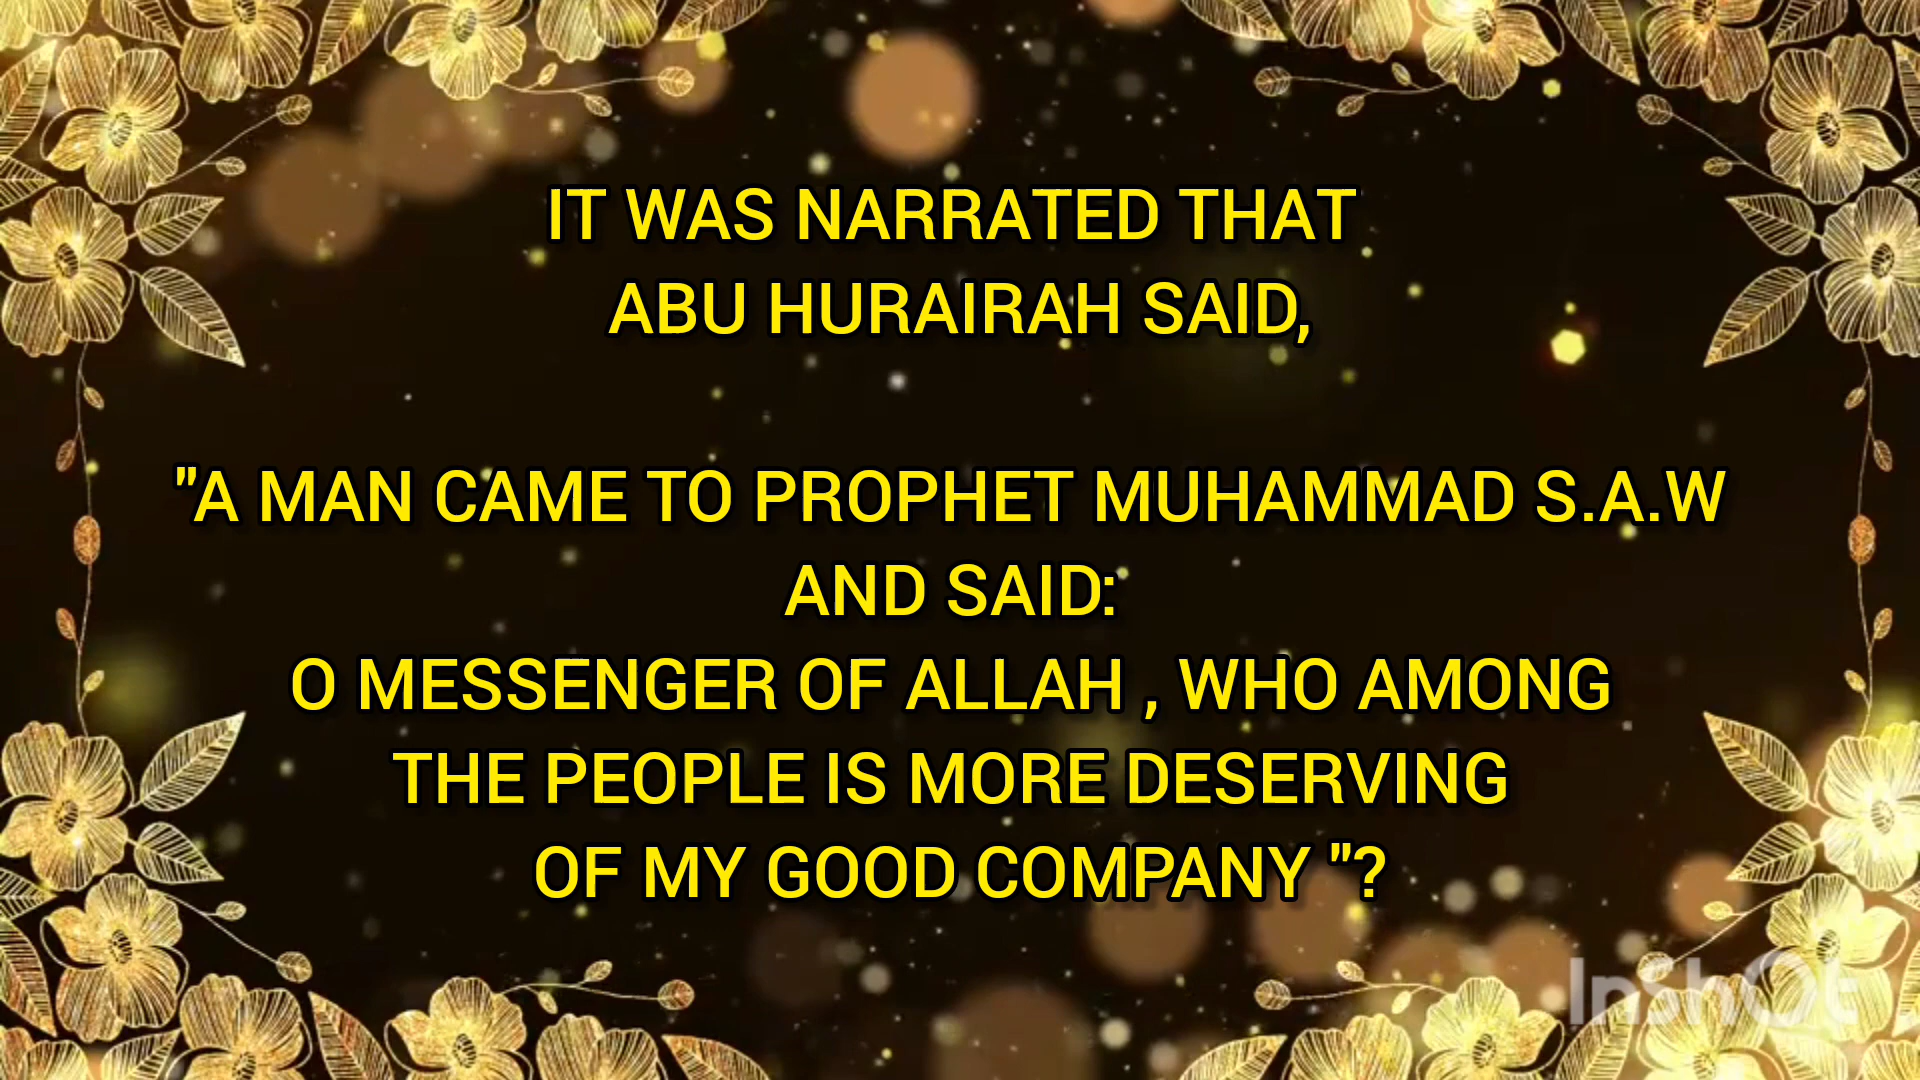 IT WAS NARRATED THAT
ABU HURAIRAH SAID,
"A MAN CAME TO PROPHET MUHAMMAD S.A.W
AND SAID:
O MESSENGER OF ALLAH , WHO AMONG
THE PEOPLE IS MORE DESERVING
OF MY GOOD COMPANY "?
InShOt